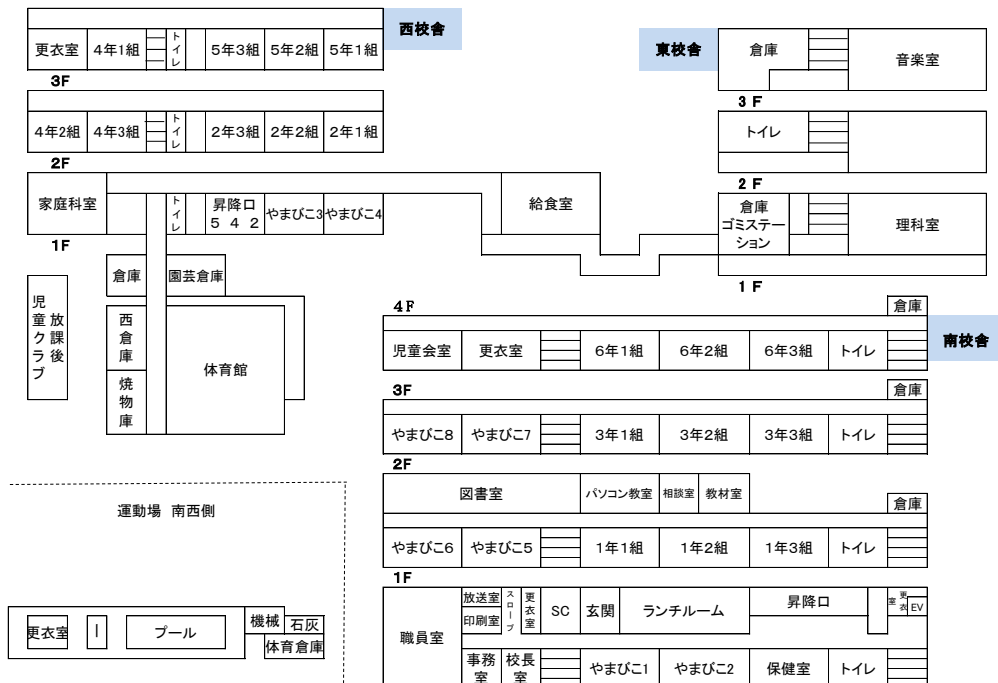 西校舎
更衣室 4年1組 トイレ 5年3組 5年2組 5年1組
3F
4年2組 4年3組 トイレ 2年3組 2年2組 2年1組
2F
家庭科室 トイレ 昇降口 やまびこ3 やまびこ4 給食室
5 4 2
1F
東校舎
倉庫 音楽室
3 F
トイレ
2 F
倉庫 理科室
ゴミステー
ション
1 F
倉庫 園芸倉庫
放課後
児童クラブ
西倉庫
焼物庫
体育館
南校舎
4F 倉庫
児童会室 更衣室 6年1組 6年2組 6年3組 トイレ
3F 倉庫
やまびこ8 やまびこ7 3年1組 3年2組 3年3組 トイレ
2F
図書室 パソコン教室 相談室 教材室 倉庫
やまびこ6 やまびこ5 1年1組 1年2組 1年3組 トイレ
1F
職員室 放送室 スロープ 更衣室 SC 玄関 ランチルーム 昇降口 更衣室 EV
印刷室
事務室 校長室 やまびこ1 やまびこ2 保健室 トイレ
運動場 南西側
更衣室 プール 機械 石灰
体育倉庫